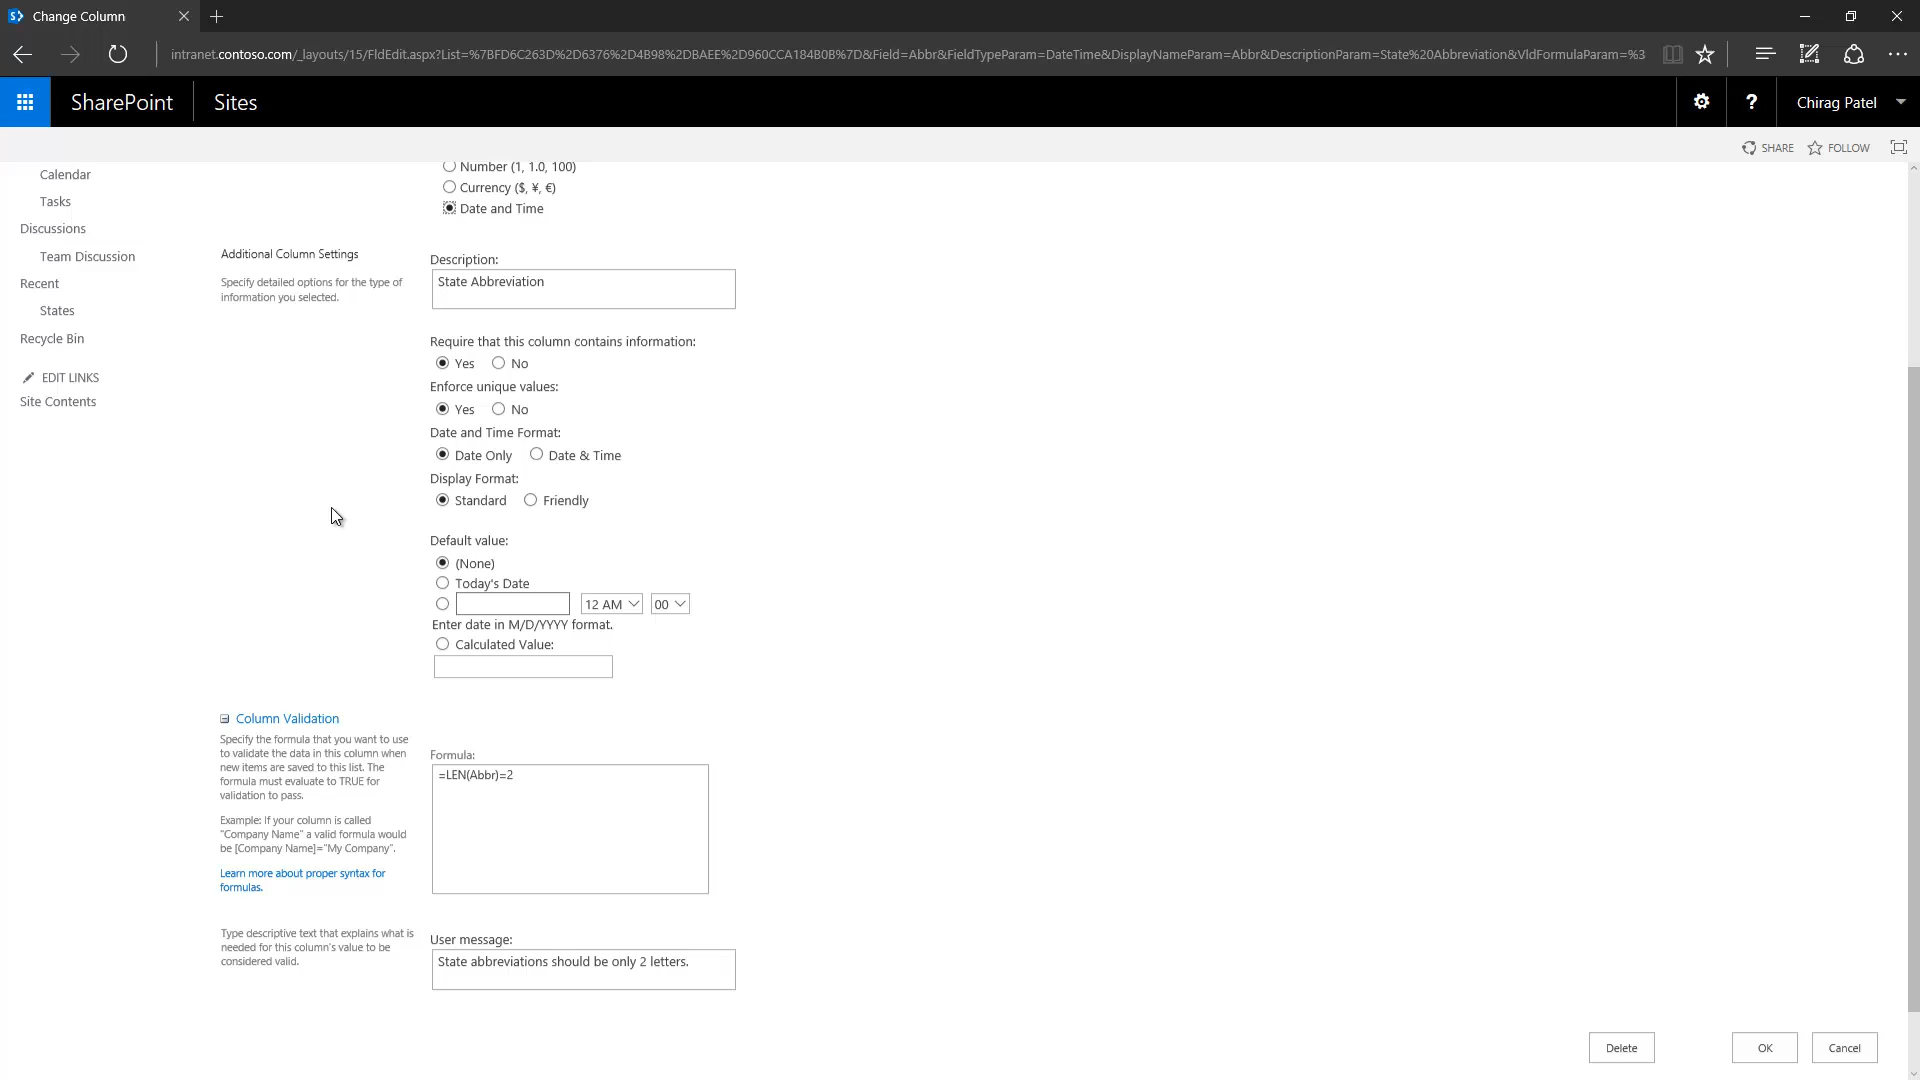 Change Column
intranet.contoso.com/_layouts/15/FldEdit.aspx?List=%7BFD6C263D%2D6376%2D4B98%2DBAEE%2D960CCA184B0B%7D&Field=Abbr&FieldTypeParam=DateTime&DisplayNameParam=Abbr&DescriptionParam=State%20Abbreviation&VldFormulaParam=%3
SharePoint
Sites
?
Chirag Patel
SHARE
FOLLOW
Calendar
Tasks
Discussions
Team Discussion
Recent
States
Recycle Bin
EDIT LINKS
Site Contents
Number (1, 1.0, 100)
Currency ($, ¥, €)
Date and Time
Additional Column Settings
Specify detailed options for the type of
information you selected.
Description:
State Abbreviation
Require that this column contains information:
Yes No
Enforce unique values:
Yes No
Date and Time Format:
Date Only Date & Time
Display Format:
Standard Friendly
Default value:
(None)
Today's Date
12 AM 00
Enter date in M/D/YYYY format.
Calculated Value:
Column Validation
Specify the formula that you want to use
to validate the data in this column when
new items are saved to this list. The
formula must evaluate to TRUE for
validation to pass.
Example: If your column is called
"Company Name" a valid formula would
be [Company Name]="My Company".
Learn more about proper syntax for
formulas.
Formula:
=LEN(Abbr)=2
Type descriptive text that explains what is
needed for this column's value to be
considered valid.
User message:
State abbreviations should be only 2 letters.
Delete
OK
Cancel